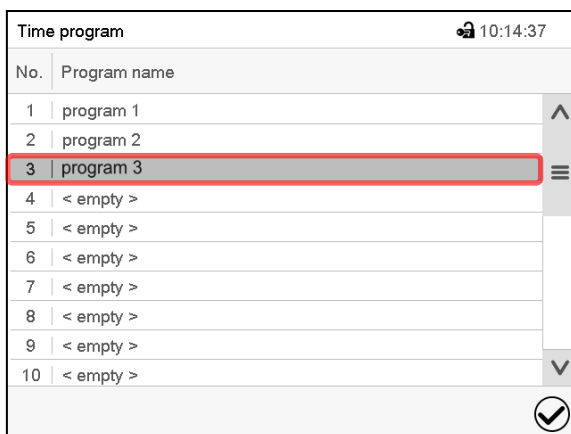 Time program 10:14:37
No. Program name
1 program 1
2 program 2
3 program 3
4 < empty >
5 < empty >
6 < empty >
7 < empty >
8 < empty >
9 < empty >
10 < empty >